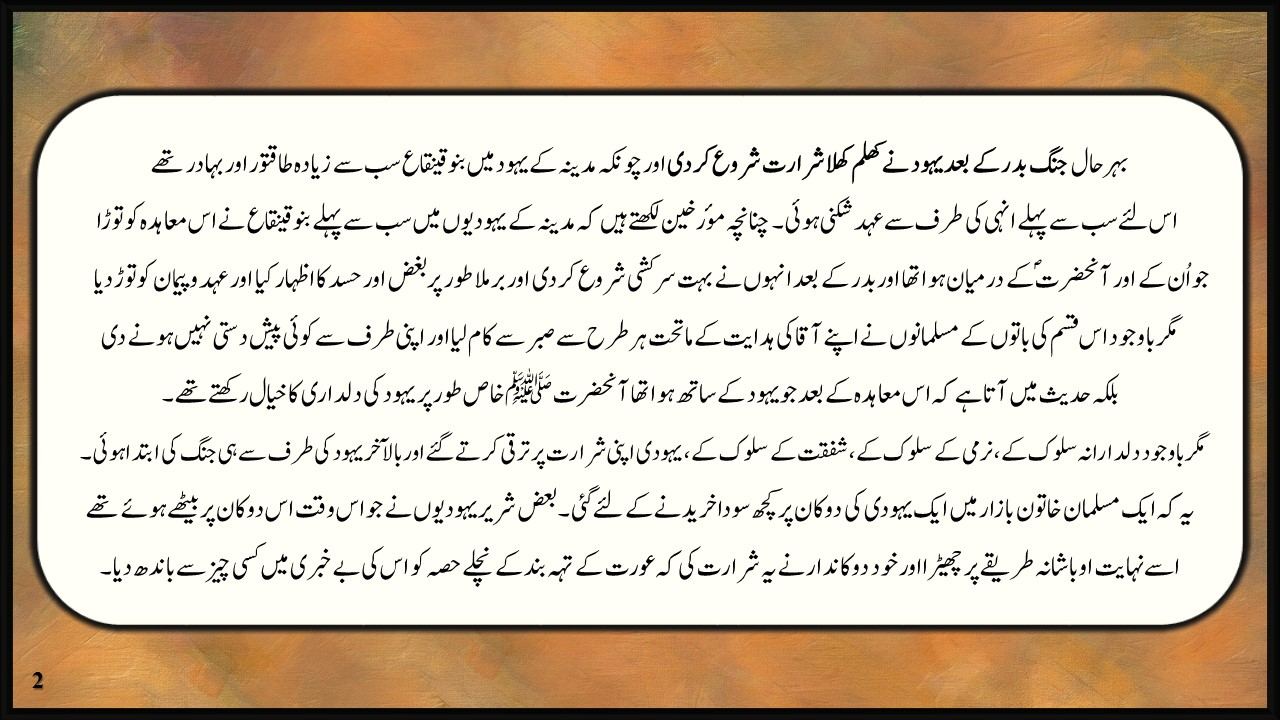 بہرحال جنگ بدر کے بعد یہود نے کھلم کھلا شرارت شروع کر دی اور چونکہ مدینہ کے یہود میں بنو قینقاع سب سے زیادہ طاقتور اور بہادر تھے
اس لئے سب سے پہلے انہی کی طرف سے عہد شکنی ہوئی۔ چنانچہ مؤرخین لکھتے ہیں کہ مدینہ کے یہودیوں میں سب سے پہلے بنو قینقاع نے اس معاہدہ کو توڑا
جو اُن کے اور آنحضرتؐ کے درمیان ہوا تھا اور بدر کے بعد انہوں نے بہت سرکشی شروع کر دی اور برملا طور پر بغض اور حسد کا اظہار کیا اور عہد و پیمان کو توڑ دیا
مگر باوجود اس قسم کی باتوں کے مسلمانوں نے اپنے آقا کی ہدایت کے ماتحت ہر طرح سے صبر سے کام لیا اور اپنی طرف سے کوئی پیش دستی نہیں ہونے دی
بلکہ حدیث میں آتا ہے کہ اس معاہدہ کے بعد جو یہود کے ساتھ ہوا تھا آنحضرت ﷺ خاص طور پر یہود کی دلداری کا خیال رکھتے تھے۔
مگر باوجود دلدارانہ سلوک کے، نرمی کے سلوک کے، شفقت کے سلوک کے، یہودی اپنی شرارت پر ترقی کرتے گئے اور بالآخر یہود کی طرف سے ہی جنگ کی ابتدا ہوئی۔
یہ کہ ایک مسلمان خاتون بازار میں ایک یہودی کی دوکان پر کچھ سودا خریدنے کے لئے گئی۔ بعض شریر یہودیوں نے جو اس وقت اس دوکان پر بیٹھے ہوئے تھے
اسے نہایت اوباشانہ طریقے پر چھیڑا اور خود دوکاندار نے یہ شرارت کی کہ عورت کے تہہ بند کے نچلے حصہ کو اس کی بے خبری میں کسی چیز سے باندھ دیا۔
2